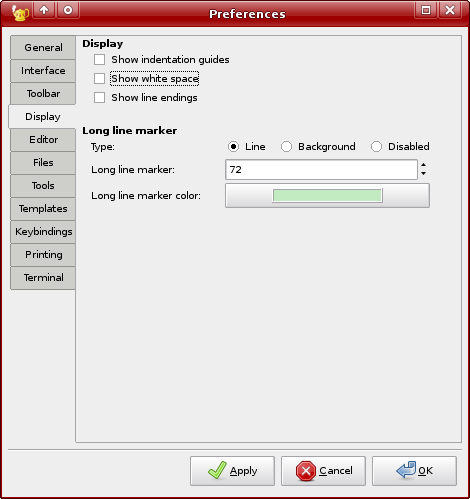 Preferences
General
Interface
Toolbar
Display
Editor
Files
Tools
Templates
Keybindings
Printing
Terminal
Display
Show indentation guides
Show white space
Show line endings
Long line marker
Type: Line Background Disabled
Long line marker: 72
Long line marker color:
Apply Cancel OK